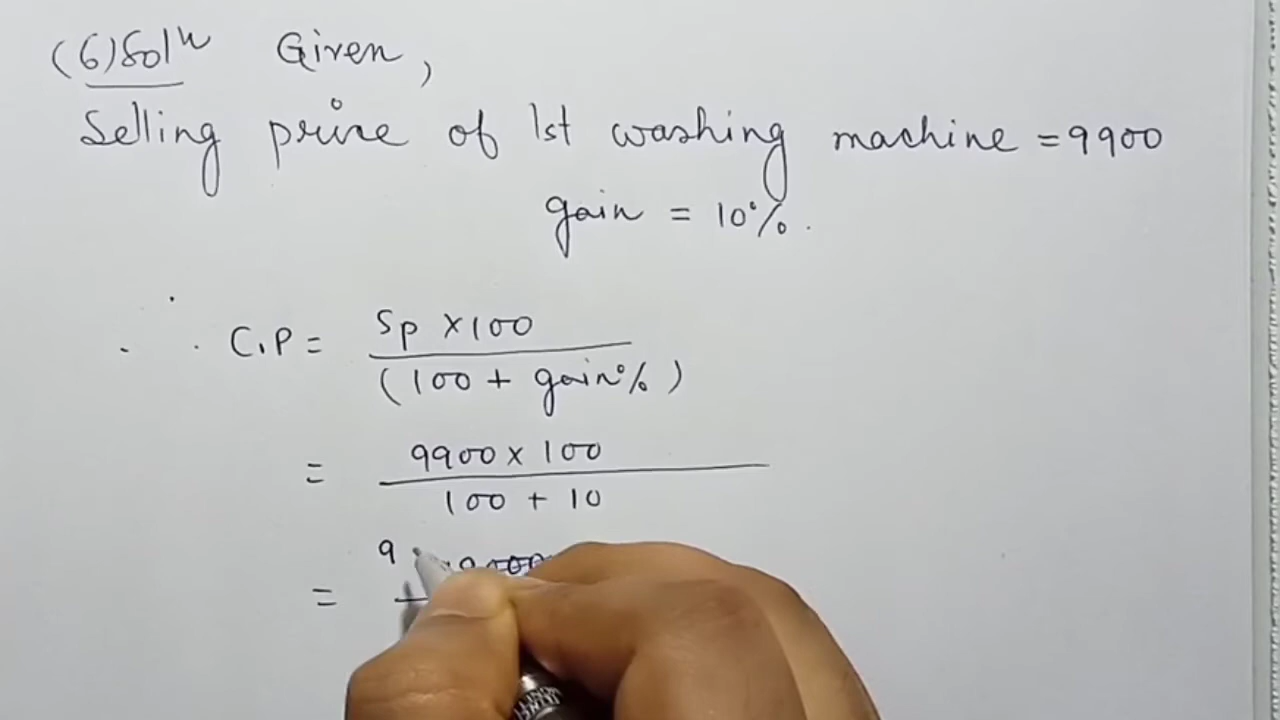 (6) Solⁿ Given,
Selling price of 1st washing machine = 9900
gain = 10%.
∴ C.P = Sp × 100
(100 + gain%)
= 9900 × 100
100 + 10
9
=